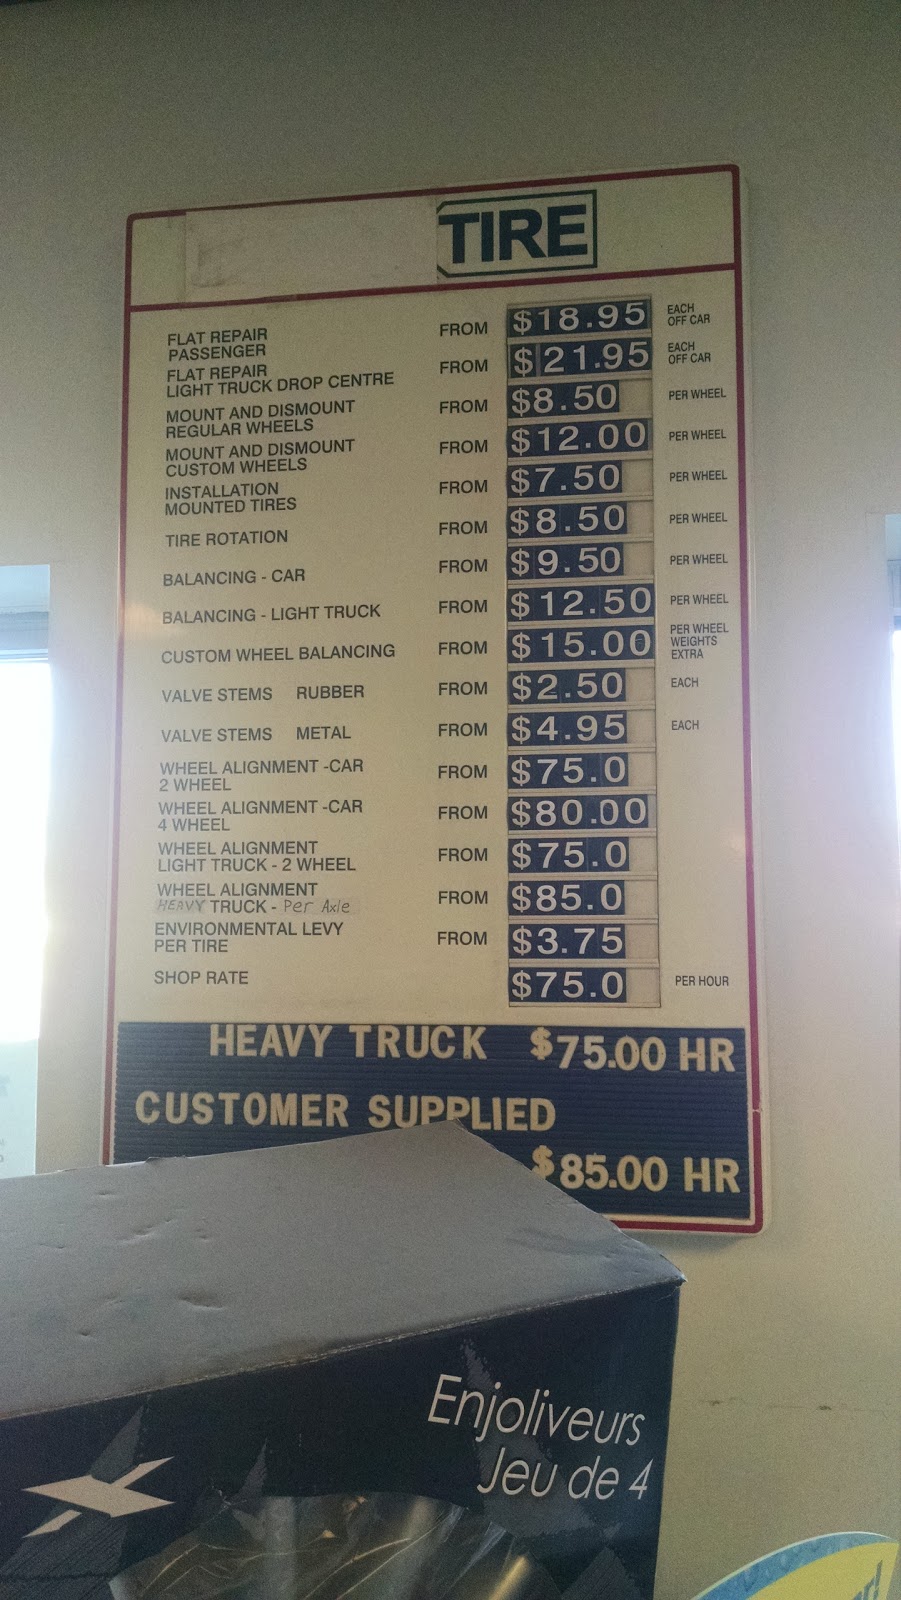 TIRE
FLAT REPAIR
PASSENGER FROM $18.95 EACH
OFF CAR
FLAT REPAIR
LIGHT TRUCK DROP CENTRE FROM $21.95 EACH
OFF CAR
MOUNT AND DISMOUNT
REGULAR WHEELS FROM $8.50 PER WHEEL
MOUNT AND DISMOUNT
CUSTOM WHEELS FROM $12.00 PER WHEEL
INSTALLATION
MOUNTED TIRES FROM $7.50 PER WHEEL
TIRE ROTATION FROM $8.50 PER WHEEL
BALANCING - CAR FROM $9.50 PER WHEEL
BALANCING - LIGHT TRUCK FROM $12.50 PER WHEEL
CUSTOM WHEEL BALANCING FROM $15.00 PER WHEEL
WEIGHTS
EXTRA
VALVE STEMS RUBBER FROM $2.50 EACH
VALVE STEMS METAL FROM $4.95 EACH
WHEEL ALIGNMENT -CAR
2 WHEEL FROM $75.0
WHEEL ALIGNMENT -CAR
4 WHEEL FROM $80.00
WHEEL ALIGNMENT
LIGHT TRUCK - 2 WHEEL FROM $75.0
WHEEL ALIGNMENT
HEAVY TRUCK - Per Axle FROM $85.0
ENVIRONMENTAL LEVY
PER TIRE FROM $3.75
SHOP RATE $75.0 PER HOUR
HEAVY TRUCK $75.00 HR
CUSTOMER SUPPLIED
$85.00 HR
Enjoliveurs
Jeu de 4